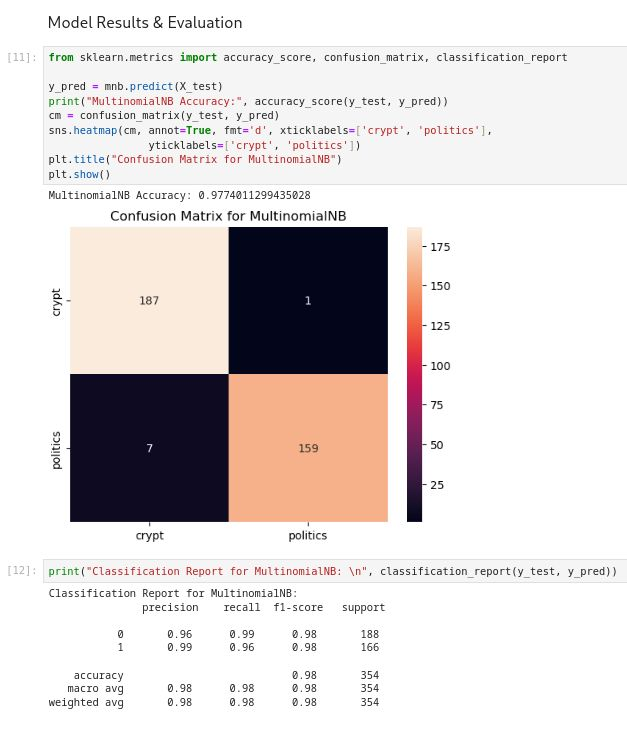 Model Results & Evaluation
[11]: from sklearn.metrics import accuracy_score, confusion_matrix, classification_report
y_pred = mnb.predict(X_test)
print("MultinomialNB Accuracy:", accuracy_score(y_test, y_pred))
cm = confusion_matrix(y_test, y_pred)
sns.heatmap(cm, annot=True, fmt='d', xticklabels=['crypt', 'politics'],
yticklabels=['crypt', 'politics'])
plt.title("Confusion Matrix for MultinomialNB")
plt.show()
MultinomialNB Accuracy: 0.9774011299435028
Confusion Matrix for MultinomialNB
crypt
187
1
politics
7
159
crypt
politics
175
150
125
100
75
50
25
[12]: print("Classification Report for MultinomialNB: \n", classification_report(y_test, y_pred))
Classification Report for MultinomialNB:
precision recall f1-score support
0 0.96 0.99 0.98 188
1 0.99 0.96 0.98 166
accuracy 0.98 354
macro avg 0.98 0.98 0.98 354
weighted avg 0.98 0.98 0.98 354